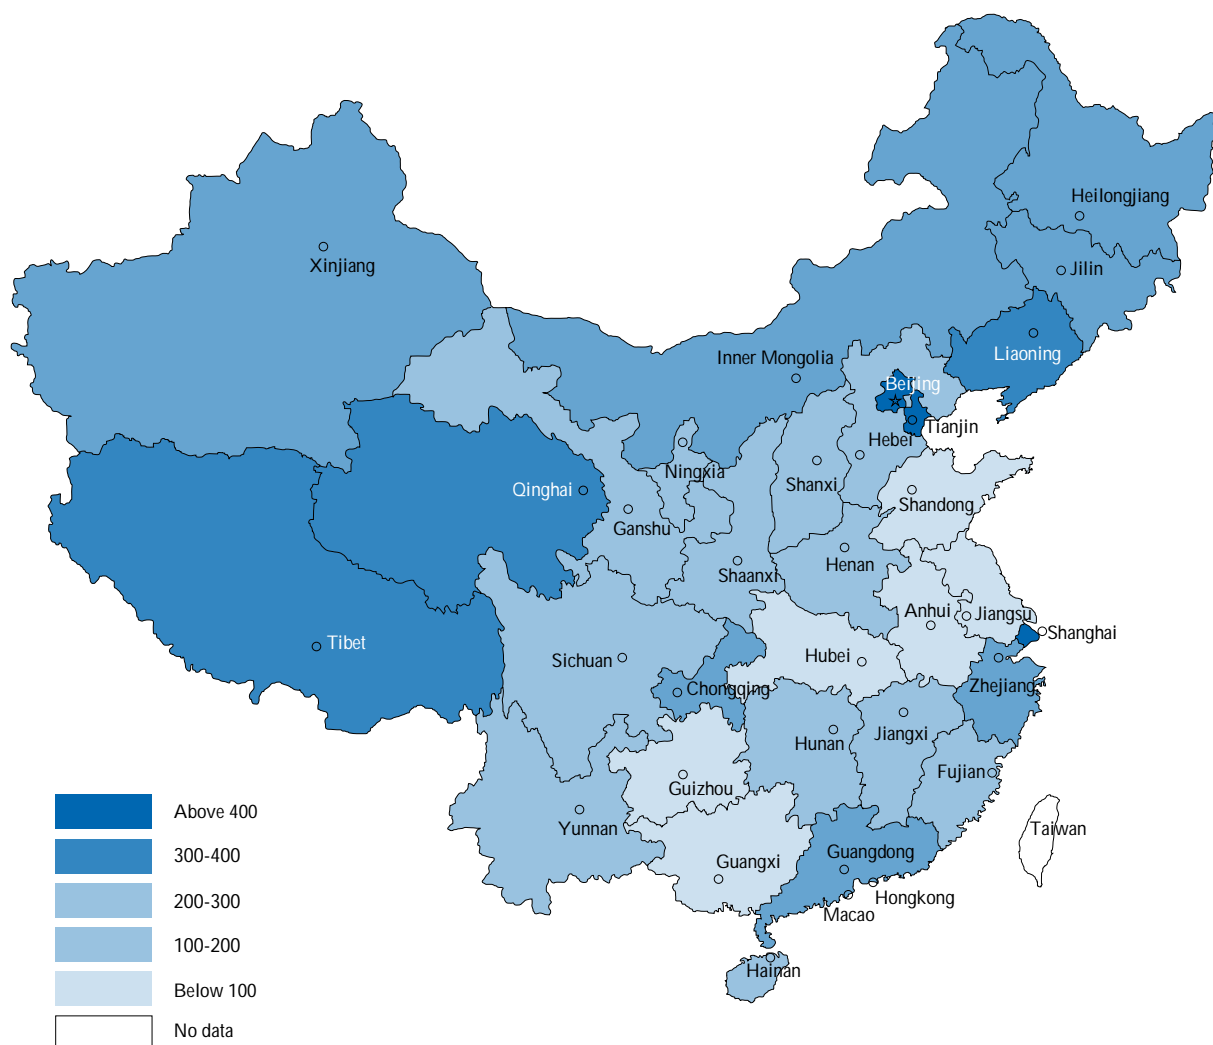 Heilongjiang
Xinjiang
Jilin
Liaoning
Inner Mongolia
Beijing
Tianjin
Hebei
Ningxia
Shanxi
Qinghai
Shandong
Ganshu
Shaanxi
Henan
Anhui
Jiangsu
Shanghai
Tibet
Sichuan
Hubei
Chongqing
Zhejiang
Hunan
Jiangxi
Fujian
Guizhou
Yunnan
Taiwan
Guangxi
Guangdong
Hongkong
Macao
Hainan
Above 400
300-400
200-300
100-200
Below 100
No data